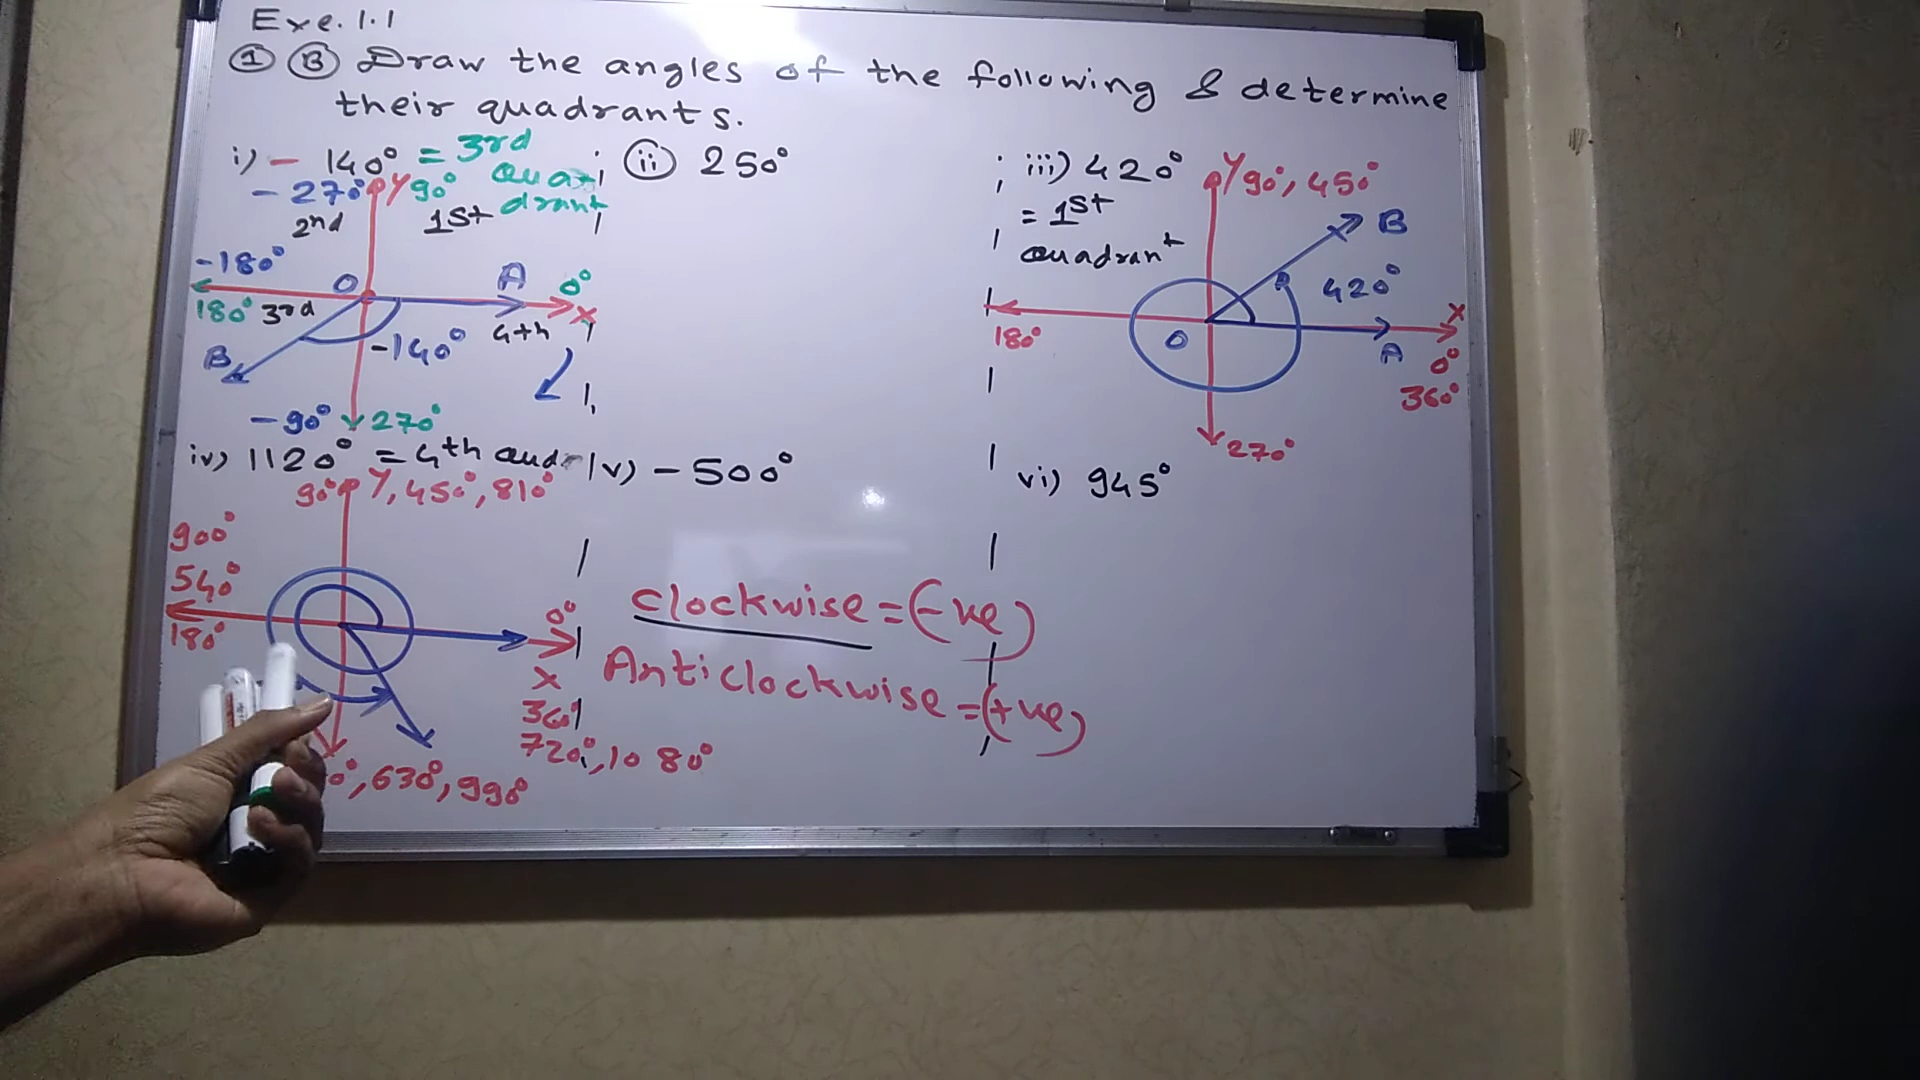 Exe. 1.1
① Ⓑ Draw the angles of the following & determine
their quadrants.
i) - 140° = 3rd
Quadrant
-270° Y 90°
2nd 1st
-180° O A 0°
180° 3rd X
4th
B -140°
-90° 270°
ii 250°
iii) 420° Y 90°, 450°
= 1st
Quadrant
B
420°
180° O A X
0°
360°
270°
iv) 1120° = 4th Quadr
90° Y, 450°, 810°
900°
540°
180° 0°
X
360
720°, 1080°
0°, 630°, 990°
v) - 500°
vi) 945°
clockwise = (-ve)
Anticlockwise = (+ve)